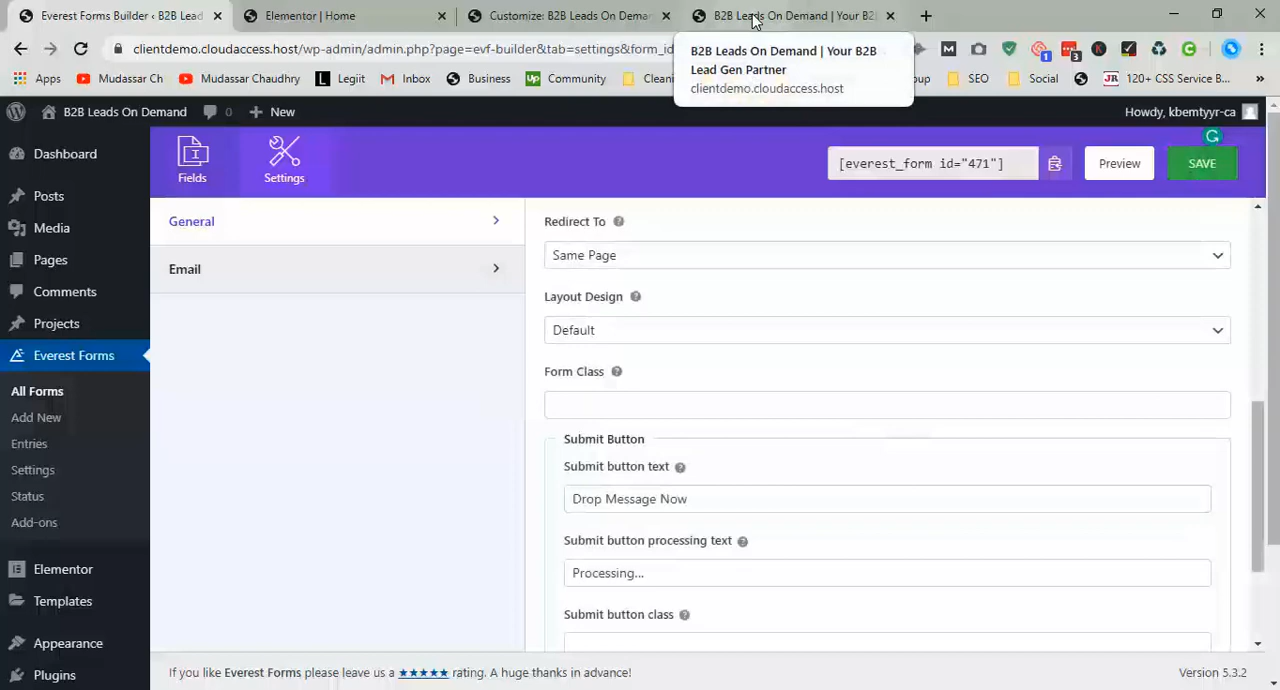 Everest Forms Builder ‹ B2B Lead
Elementor | Home
Customize: B2B Leads On Deman
B2B Leads On Demand | Your B2B
clientdemo.cloudaccess.host/wp-admin/admin.php?page=evf-builder&tab=settings&form_id
B2B Leads On Demand | Your B2B
Lead Gen Partner
clientdemo.cloudaccess.host
1
3
Apps
Mudassar Ch
Mudassar Chaudhry
Legiit
Inbox
Business
Community
Cleani
oup
SEO
Social
JR
120+ CSS Service B...
»
B2B Leads On Demand
0
New
Howdy, kbemtyyr-ca
Dashboard
Posts
Media
Pages
Comments
Projects
Everest Forms
All Forms
Add New
Entries
Settings
Status
Add-ons
Elementor
Templates
Appearance
Plugins
Fields
Settings
[everest_form id="471"]
Preview
SAVE
General
Email
Redirect To
Same Page
Layout Design
Default
Form Class
Submit Button
Submit button text
Drop Message Now
Submit button processing text
Processing...
Submit button class
If you like Everest Forms please leave us a ★★★★★ rating. A huge thanks in advance!
Version 5.3.2